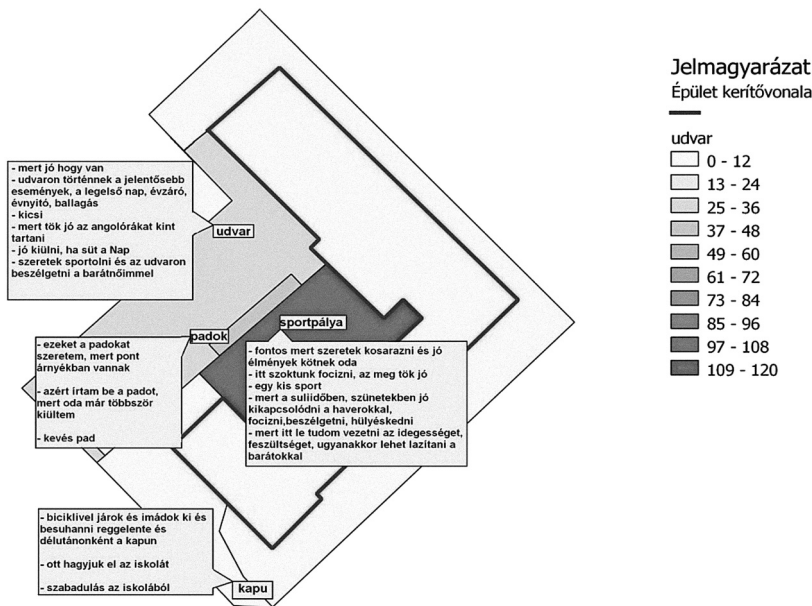 Jelmagyarázat
Épület kerítővonala
udvar
0 - 12
13 - 24
25 - 36
37 - 48
49 - 60
61 - 72
73 - 84
85 - 96
97 - 108
109 - 120
- mert jó hogy van
- udvaron történnek a jelentősebb
események, a legelső nap, évzáró,
évnyitó, ballagás
- kicsi
- mert tök jó az angolórákat kint
tartani
- jó kiülni, ha süt a Nap
- szeretek sportolni és az udvaron
beszélgetni a barátnőimmel
udvar
padok
- ezeket a padokat
szeretem, mert pont
árnyékban vannak
- azért írtam be a padot,
mert oda már többször
kiültem
- kevés pad
sportpálya
- fontos mert szeretek kosarazni és jó
élmények kötnek oda
- itt szoktunk focizni, az meg tök jó
- egy kis sport
- mert a suliidőben, szünetekben jó
kikapcsolódni a haverokkal,
focizni,beszélgetni, hülyéskedni
- mert itt le tudom vezetni az idegességet,
feszültséget, ugyanakkor lehet lazítani a
barátokkal
- biciklivel járok és imádok ki és
besuhanni reggelente és
délutánonként a kapun
- ott hagyjuk el az iskolát
- szabadulás az iskolából
kapu